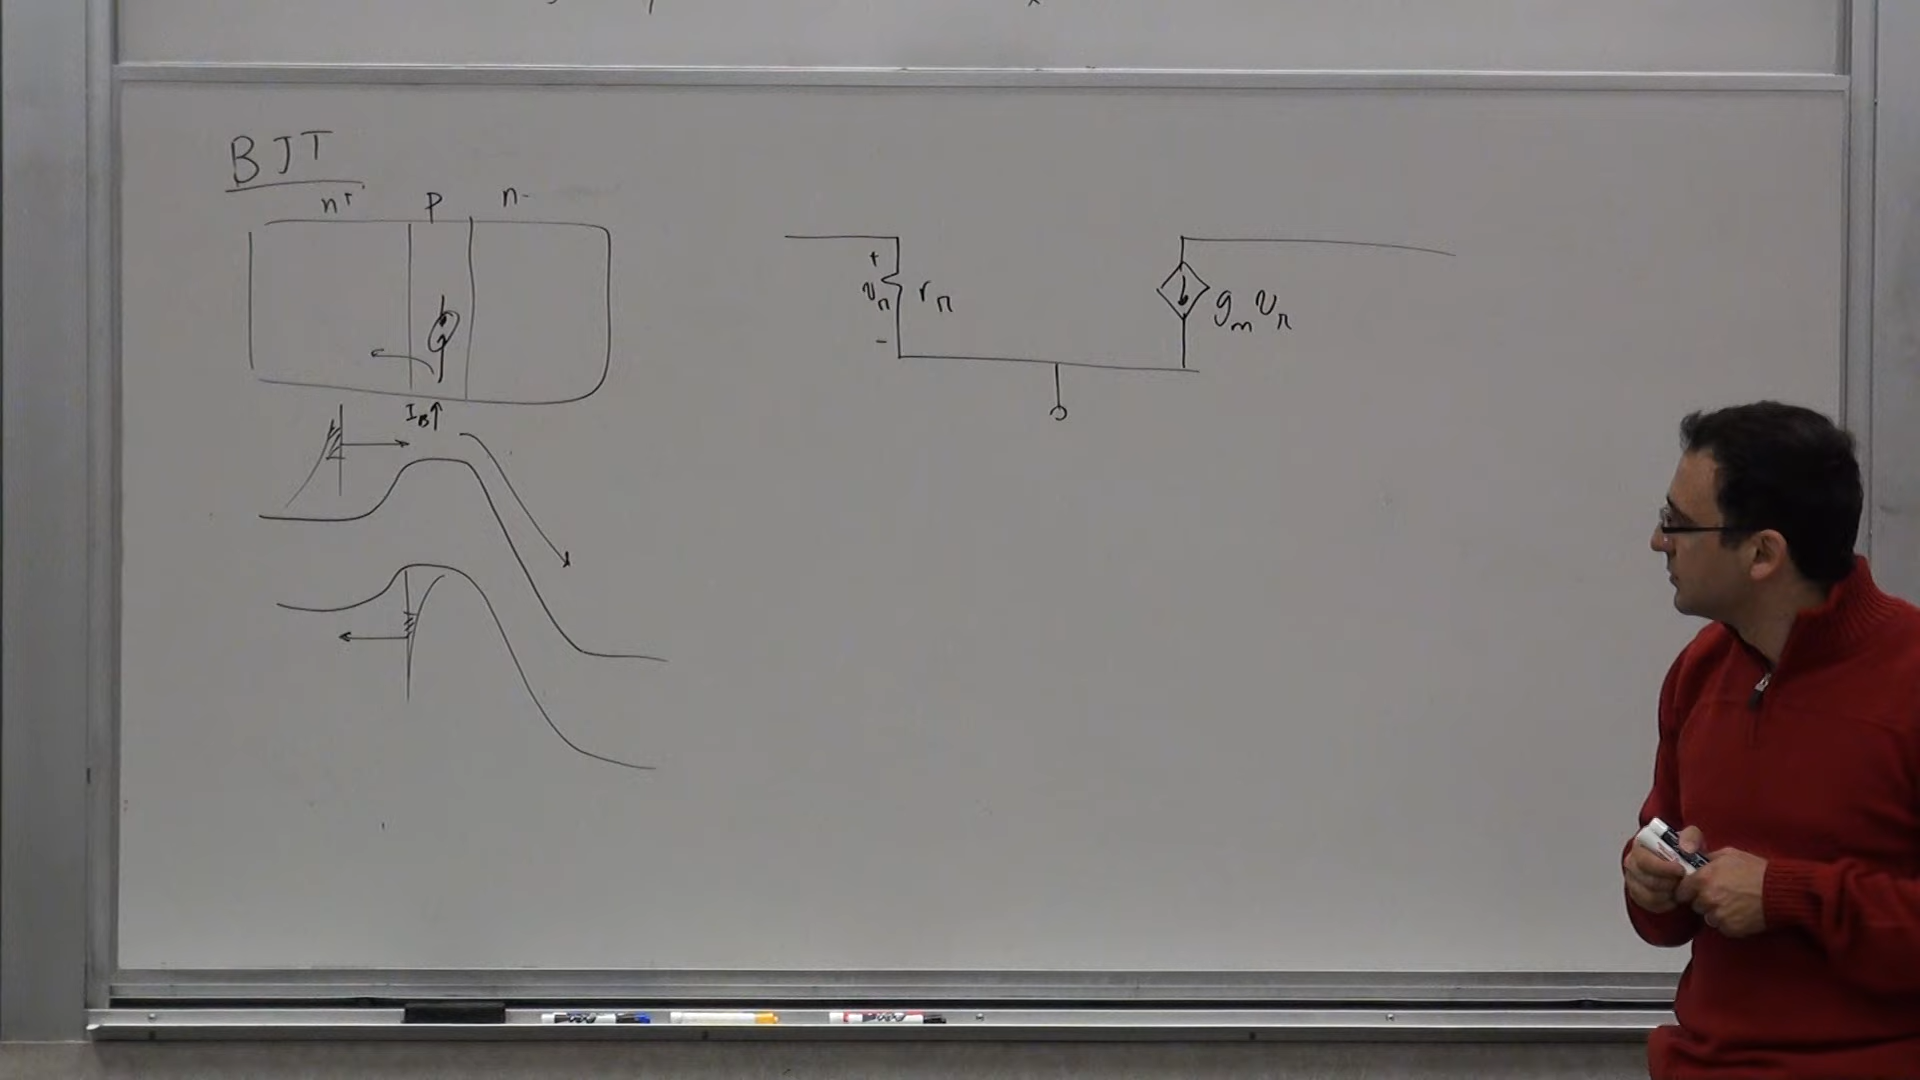 BJT
n+ p n-
I_B↑
+
v_π r_π
-
g_m v_π